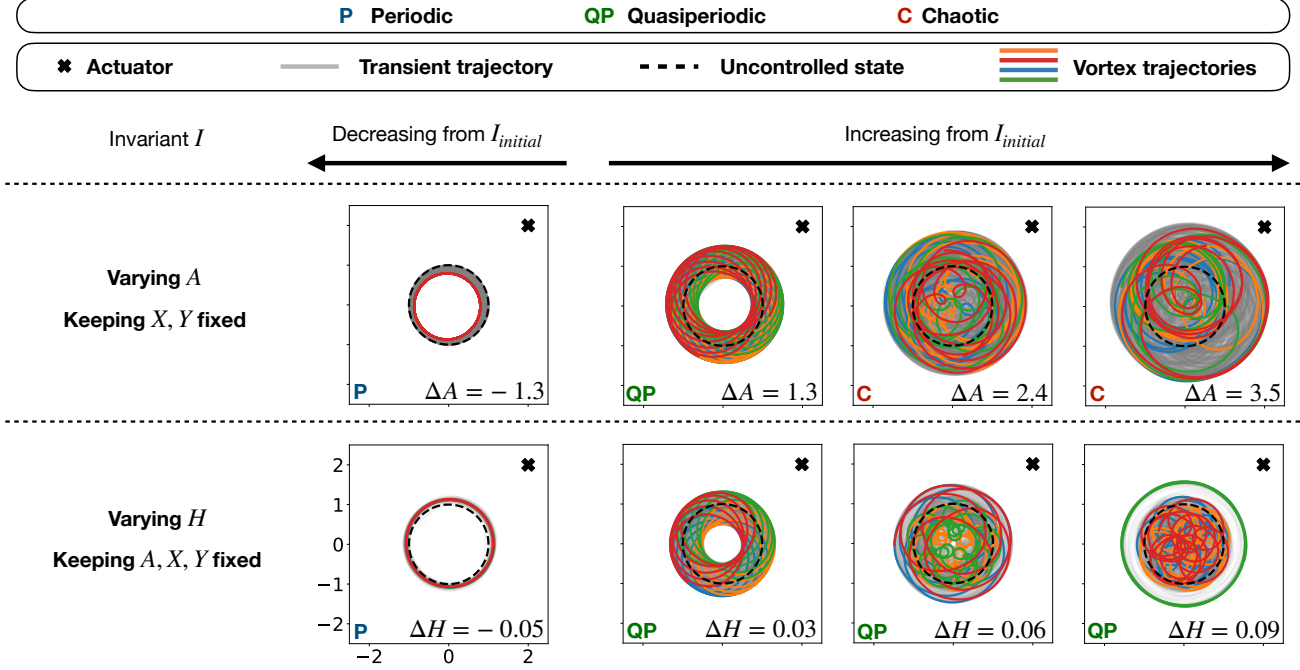 P Periodic QP Quasiperiodic C Chaotic
Actuator Transient trajectory Uncontrolled state Vortex trajectories
Invariant I Decreasing from I_initial Increasing from I_initial
Varying A
Keeping X, Y fixed
P ΔA = − 1.3 QP ΔA = 1.3 C ΔA = 2.4 C ΔA = 3.5
Varying H
Keeping A, X, Y fixed
2
1
0
−1
−2
P ΔH = − 0.05 QP ΔH = 0.03 QP ΔH = 0.06 QP ΔH = 0.09
−2 0 2